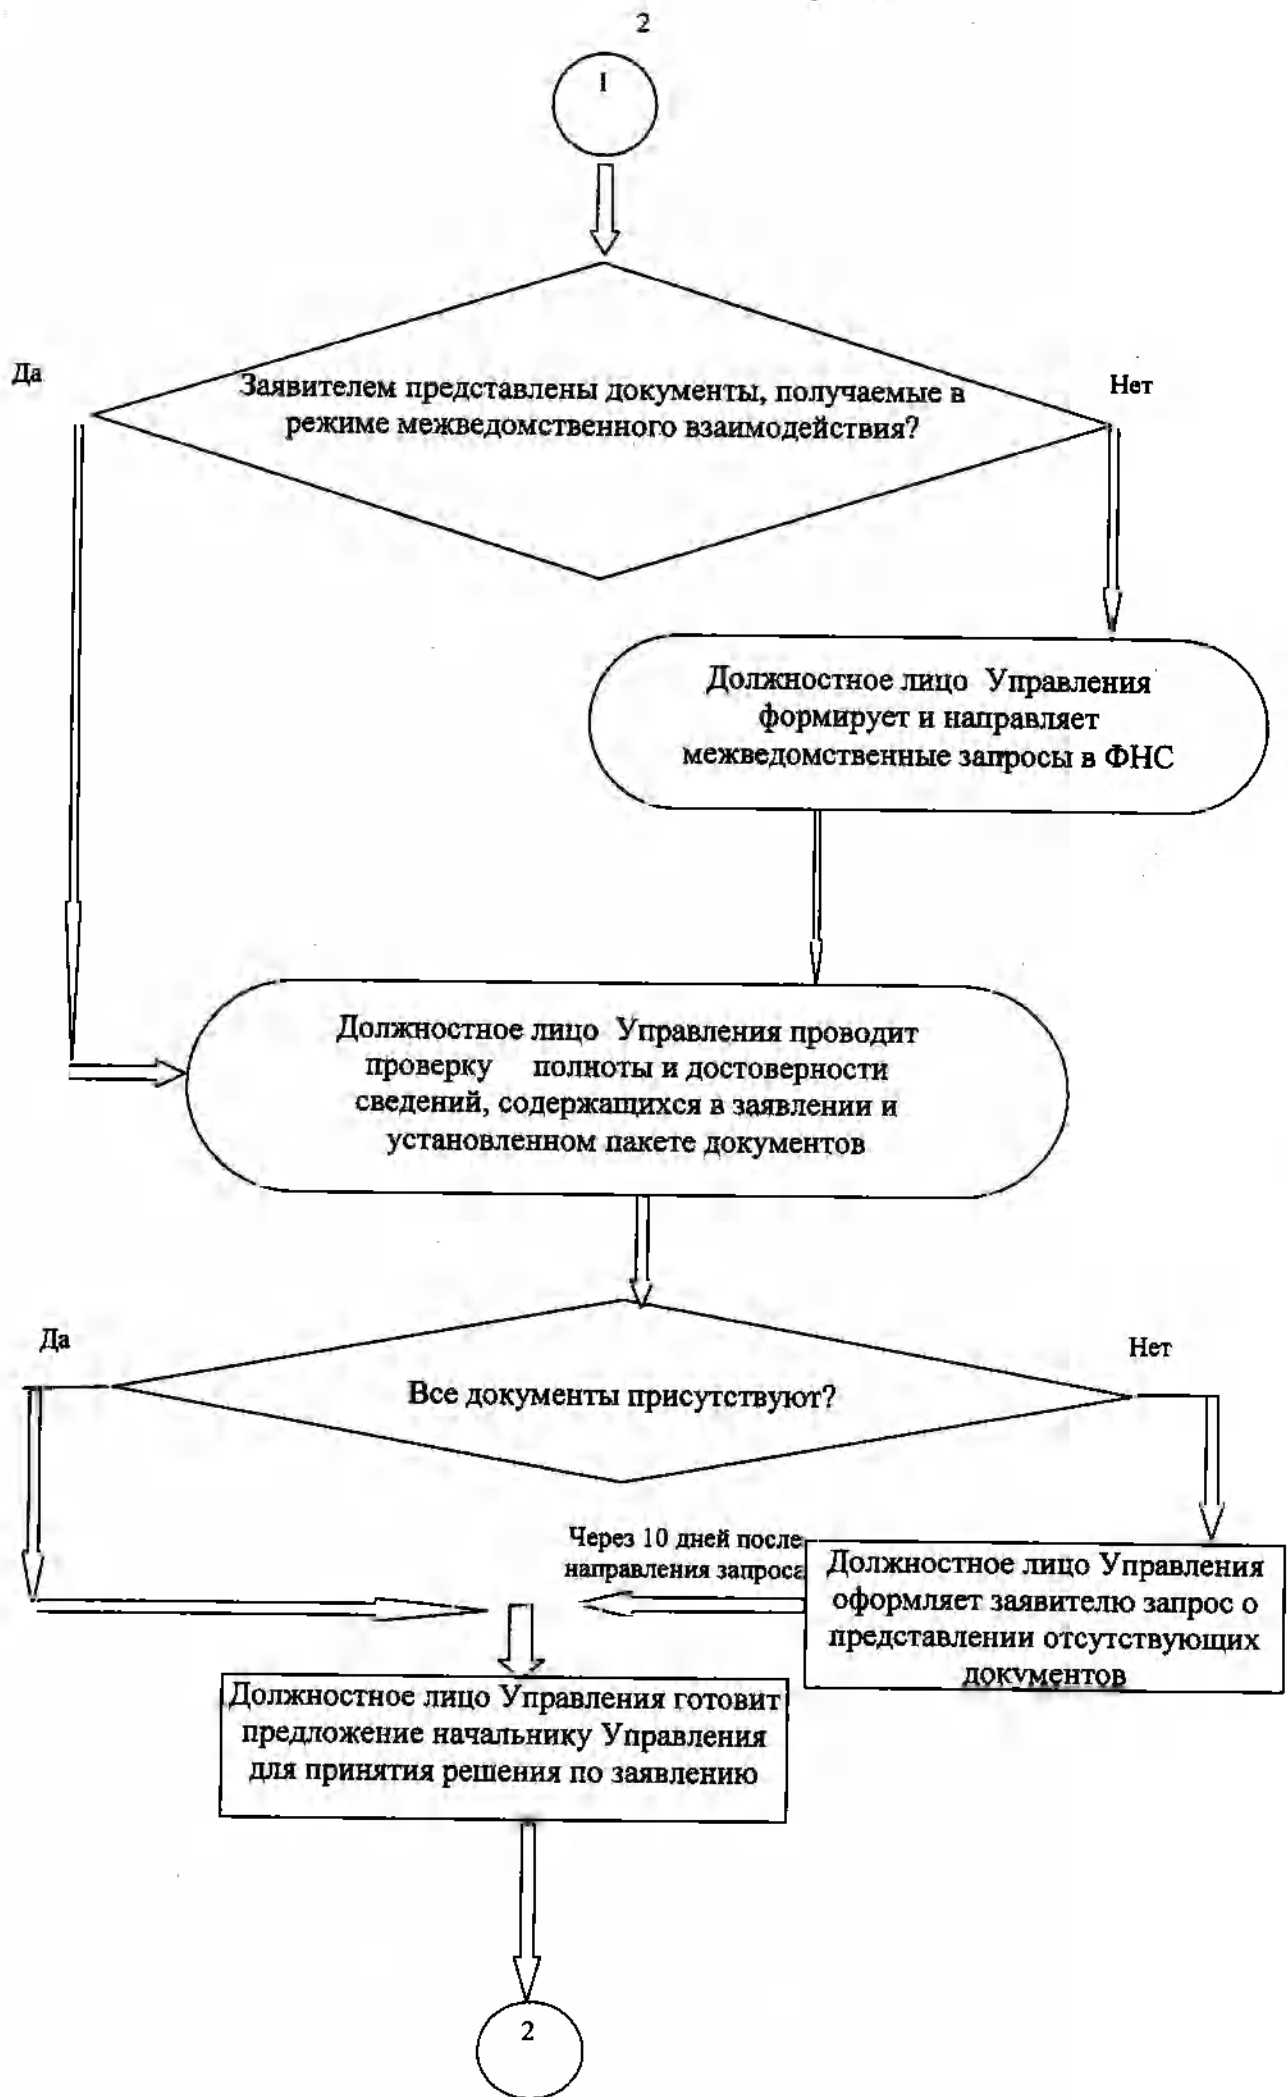 2
1
Да
Заявителем представлены документы, получаемые в
режиме межведомственного взаимодействия?
Нет
Должностное лицо Управления
формирует и направляет
межведомственные запросы в ФНС
Должностное лицо Управления проводит
проверку полноты и достоверности
сведений, содержащихся в заявлении и
установленном пакете документов
Да
Все документы присутствуют?
Нет
Через 10 дней после
направления запроса
Должностное лицо Управления
оформляет заявителю запрос о
представлении отсутствующих
документов
Должностное лицо Управления готовит
предложение начальнику Управления
для принятия решения по заявлению
2